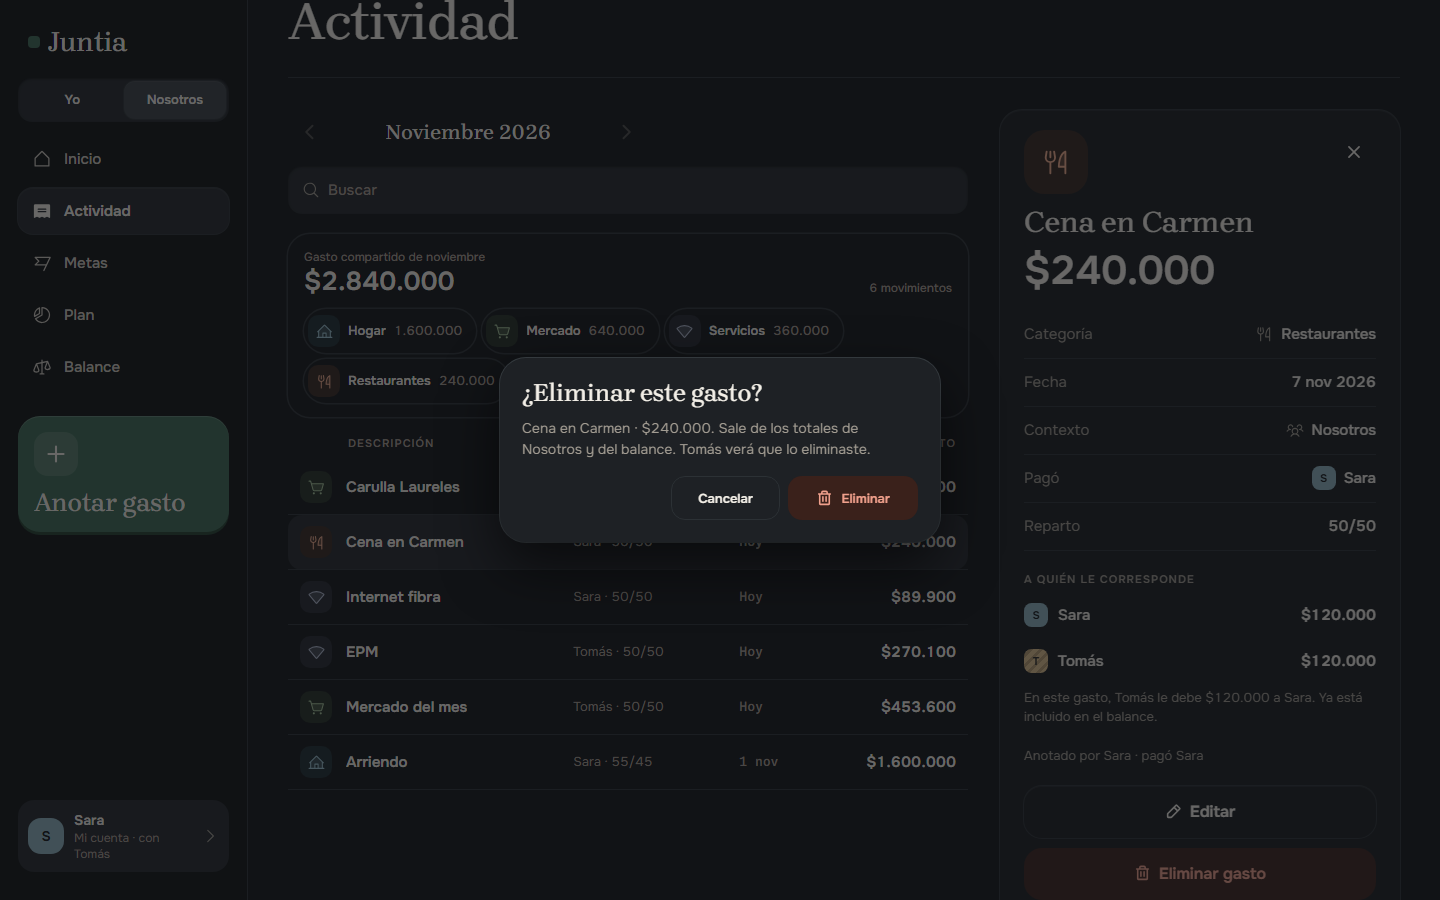 Juntia
Yo
Nosotros
Inicio
Actividad
Metas
Plan
Balance
Anotar gasto
S
Sara
Mi cuenta · con
Tomás
Actividad
Noviembre 2026
Buscar
Gasto compartido de noviembre
$2.840.000
6 movimientos
Hogar 1.600.000
Mercado 640.000
Servicios 360.000
Restaurantes 240.000
DESCRIPCIÓN
Carulla Laureles
Cena en Carmen
Internet fibra Sara · 50/50 Hoy $89.900
EPM Tomás · 50/50 Hoy $270.100
Mercado del mes Tomás · 50/50 Hoy $453.600
Arriendo Sara · 55/45 1 nov $1.600.000
¿Eliminar este gasto?
Cena en Carmen · $240.000. Sale de los totales de
Nosotros y del balance. Tomás verá que lo eliminaste.
Cancelar
Eliminar
Cena en Carmen
$240.000
Categoría Restaurantes
Fecha 7 nov 2026
Contexto Nosotros
Pagó S Sara
Reparto 50/50
A QUIÉN LE CORRESPONDE
S Sara $120.000
T Tomás $120.000
En este gasto, Tomás le debe $120.000 a Sara. Ya está
incluido en el balance.
Anotado por Sara · pagó Sara
Editar
Eliminar gasto